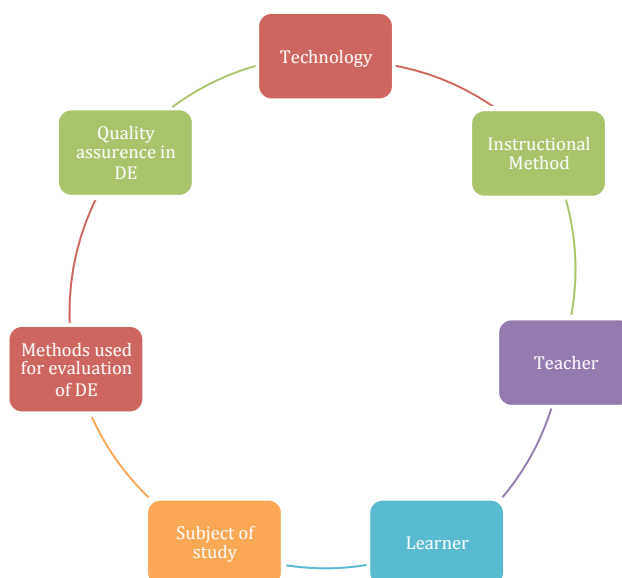 Technology
Instructional
Method
Teacher
Learner
Subject of
study
Methods used
for evaluation
of DE
Quality
assurence in
DE